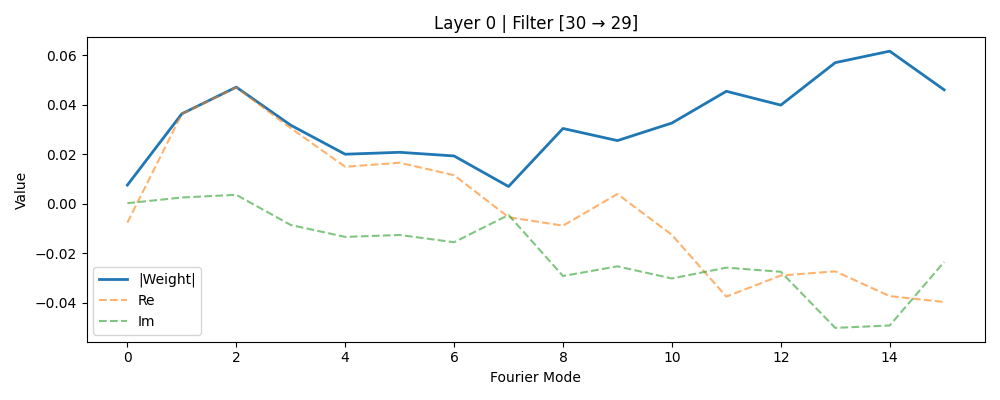 Layer 0 | Filter [30 → 29]
Value
0.06
0.04
0.02
0.00
−0.02
−0.04
|Weight|
Re
Im
0 2 4 6 8 10 12 14
Fourier Mode